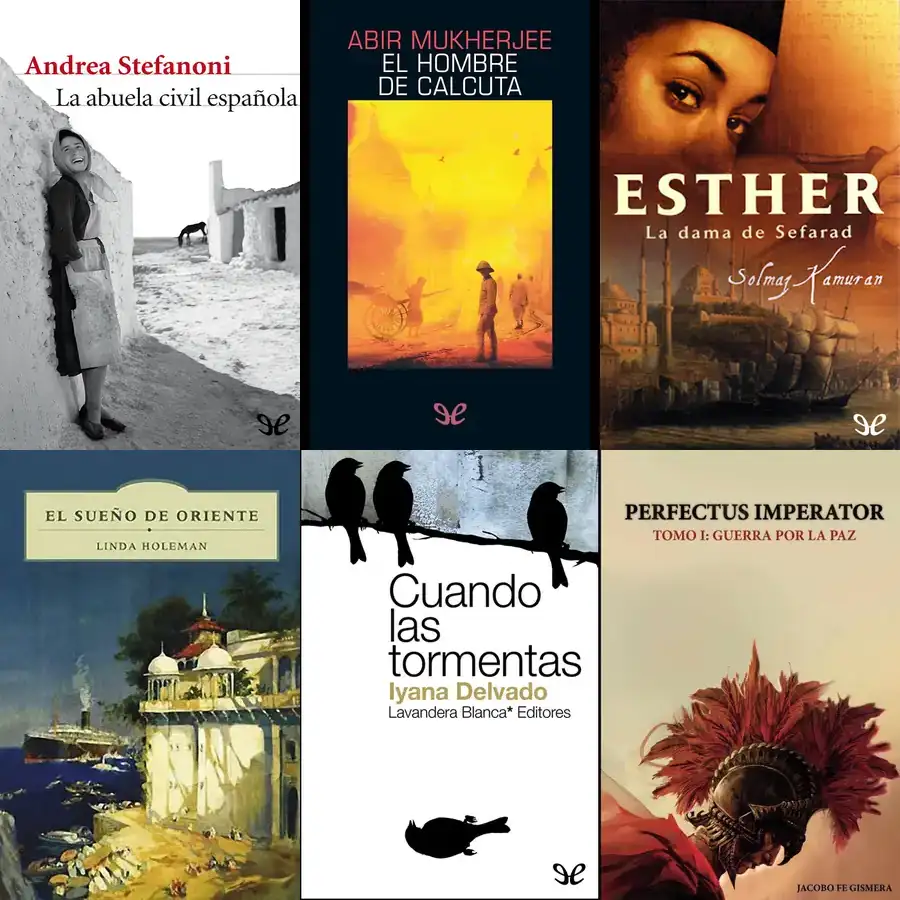 Andrea Stefanoni
La abuela civil española
ABIR MUKHERJEE
EL HOMBRE
DE CALCUTA
ESTHER
La dama de Sefarad
Solmaz Kamuran
EL SUEÑO DE ORIENTE
LINDA HOLEMAN
Cuando
las
tormentas
Iyana Delvado
Lavandera Blanca* Editores
PERFECTUS IMPERATOR
TOMO I: GUERRA POR LA PAZ
JACOBO FE GISMERA